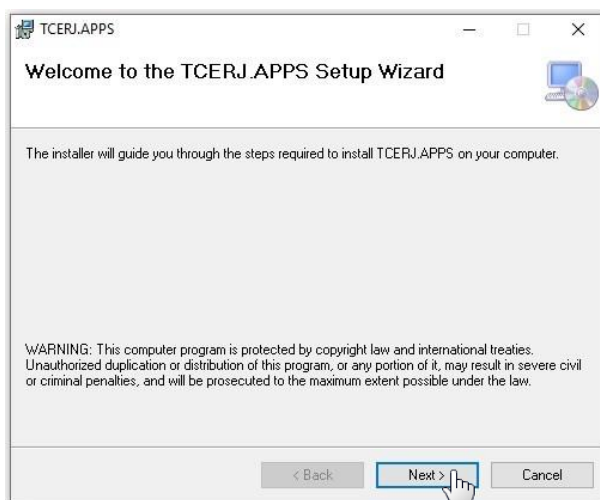 TCERJ.APPS
Welcome to the TCERJ.APPS Setup Wizard
The installer will guide you through the steps required to install TCERJ.APPS on your computer.
WARNING: This computer program is protected by copyright law and international treaties.
Unauthorized duplication or distribution of this program, or any portion of it, may result in severe civil
or criminal penalties, and will be prosecuted to the maximum extent possible under the law.
< Back
Next >
Cancel